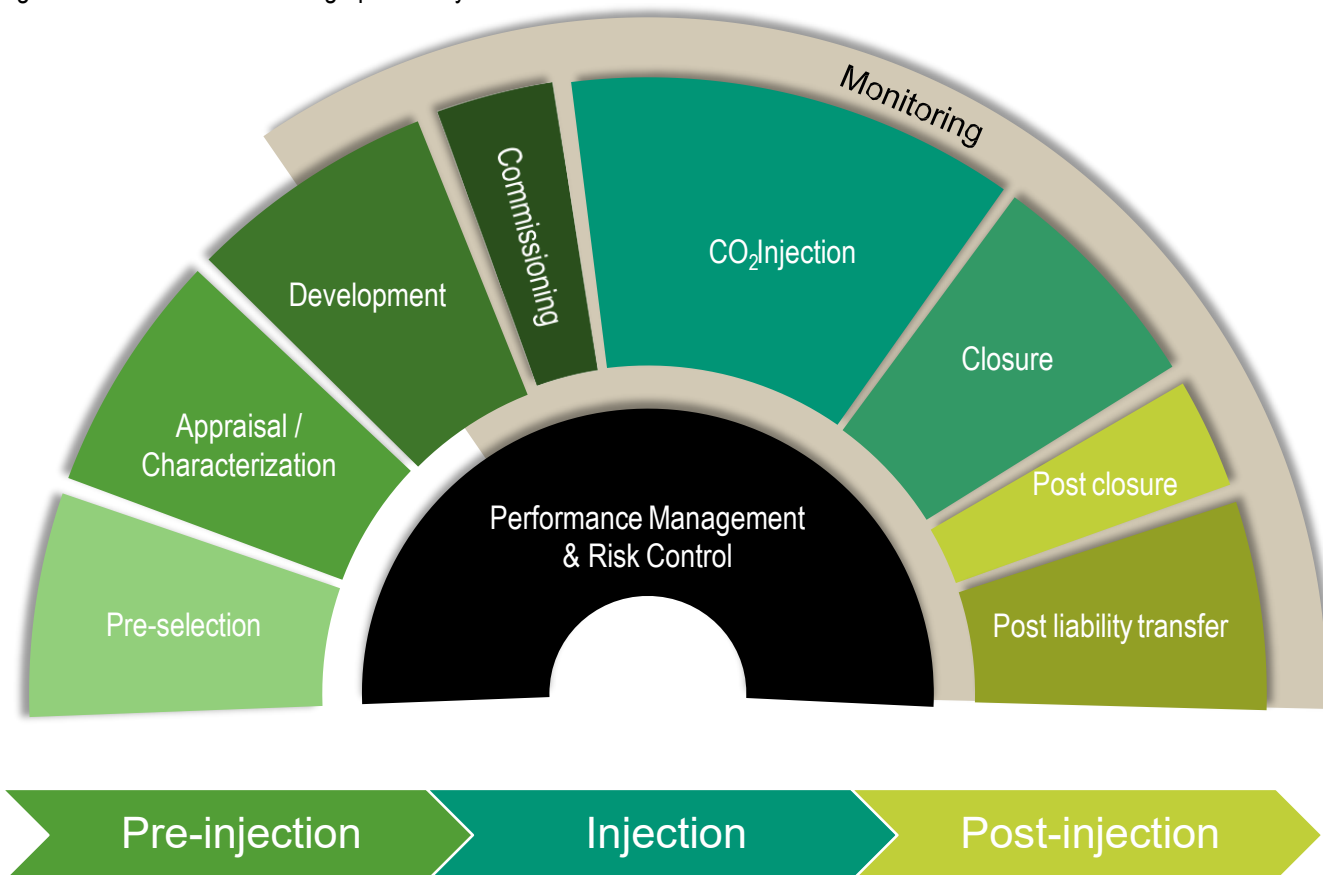 Monitoring
Commissioning
CO₂Injection
Development
Closure
Appraisal /
Characterization
Post closure
Performance Management
& Risk Control
Pre-selection
Post liability transfer
Pre-injection
Injection
Post-injection